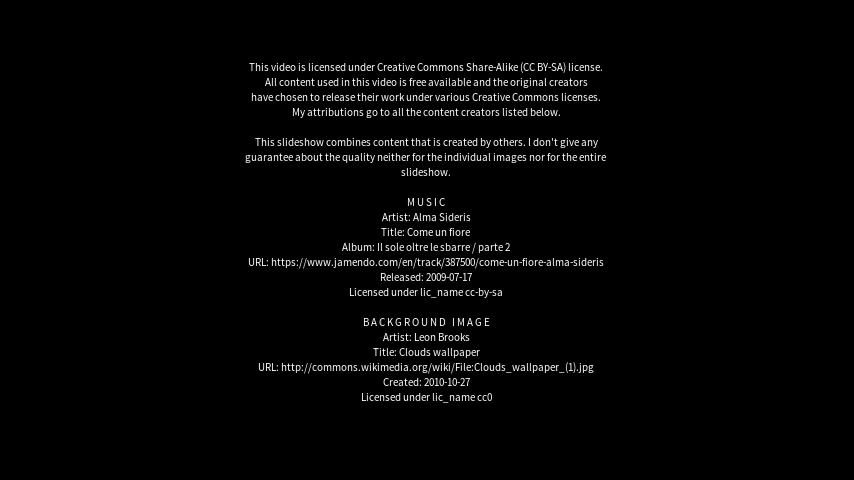 This video is licensed under Creative Commons Share-Alike (CC BY-SA) license.
All content used in this video is free available and the original creators
have chosen to release their work under various Creative Commons licenses.
My attributions go to all the content creators listed below.
This slideshow combines content that is created by others. I don't give any
guarantee about the quality neither for the individual images nor for the entire
slideshow.
MUSIC
Artist: Alma Sideris
Title: Come un fiore
Album: Il sole oltre le sbarre / parte 2
URL: https://www.jamendo.com/en/track/387500/come-un-fiore-alma-sideris
Released: 2009-07-17
Licensed under lic_name cc-by-sa
BACKGROUND IMAGE
Artist: Leon Brooks
Title: Clouds wallpaper
URL: http://commons.wikimedia.org/wiki/File:Clouds_wallpaper_(1).jpg
Created: 2010-10-27
Licensed under lic_name cc0